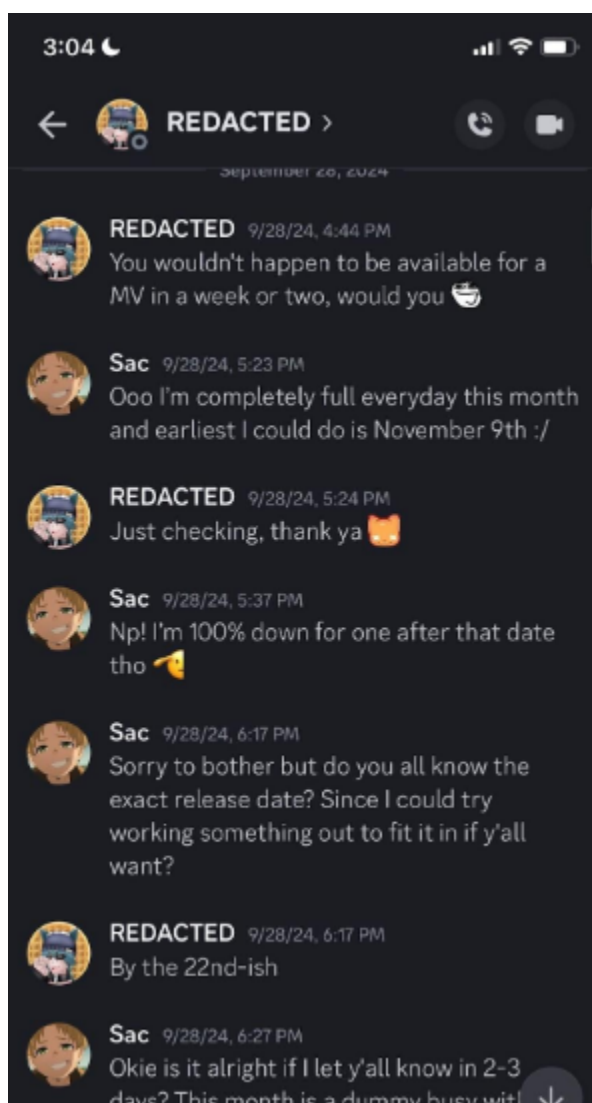 3:04
REDACTED >
September 28, 2024
REDACTED 9/28/24, 4:44 PM
You wouldn't happen to be available for a
MV in a week or two, would you
Sac 9/28/24, 5:23 PM
Ooo I'm completely full everyday this month
and earliest I could do is November 9th :/
REDACTED 9/28/24, 5:24 PM
Just checking, thank ya
Sac 9/28/24, 5:37 PM
Np! I'm 100% down for one after that date
tho
Sac 9/28/24, 6:17 PM
Sorry to bother but do you all know the
exact release date? Since I could try
working something out to fit it in if y'all
want?
REDACTED 9/28/24, 6:17 PM
By the 22nd-ish
Sac 9/28/24, 6:27 PM
Okie is it alright if I let y'all know in 2-3
days? This month is a dummy busy with